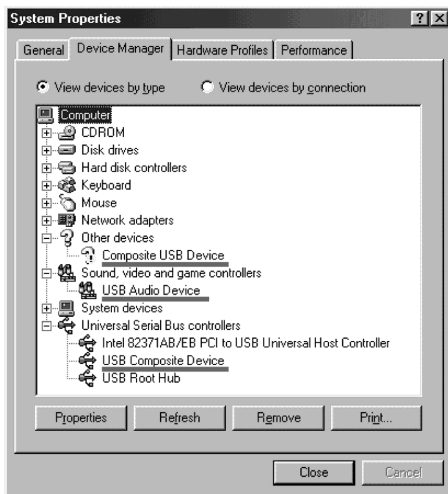 System Properties
General Device Manager Hardware Profiles Performance
View devices by type View devices by connection
Computer
CDROM
Disk drives
Hard disk controllers
Keyboard
Mouse
Network adapters
Other devices
Composite USB Device
Sound, video and game controllers
USB Audio Device
System devices
Universal Serial Bus controllers
Intel 82371AB/EB PCI to USB Universal Host Controller
USB Composite Device
USB Root Hub
Properties Refresh Remove Print...
Close Cancel